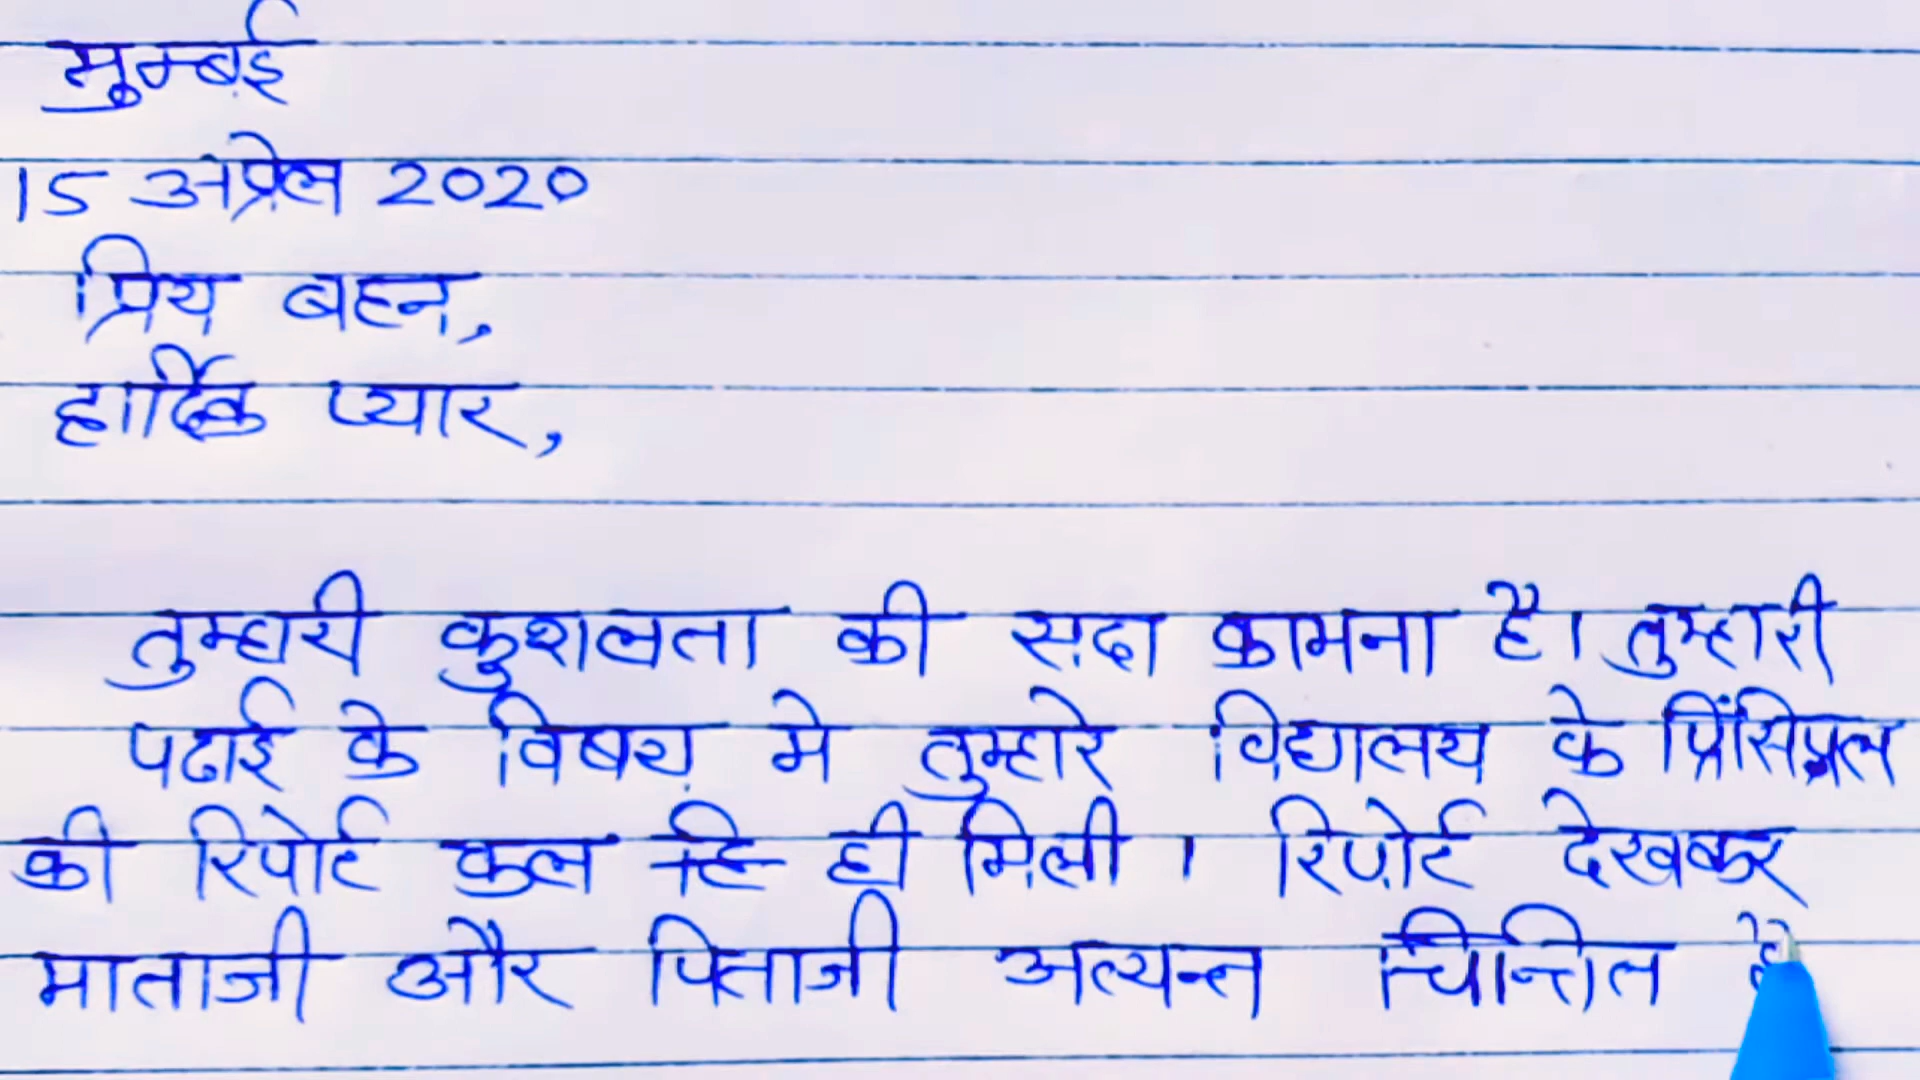 मुम्बई
15 अप्रेल 2020
प्रिय बहन,
हार्दिक प्यार,
तुम्हारी कुशलता की सदा कामना है। तुम्हारी
पढाई के विषय मे तुम्हारे विद्यालय के प्रिंसिपल
की रिपोर्ट कल हि ही मिली । रिपोर्ट देखकर
माताजी और पिताजी अत्यन्त चिन्तित